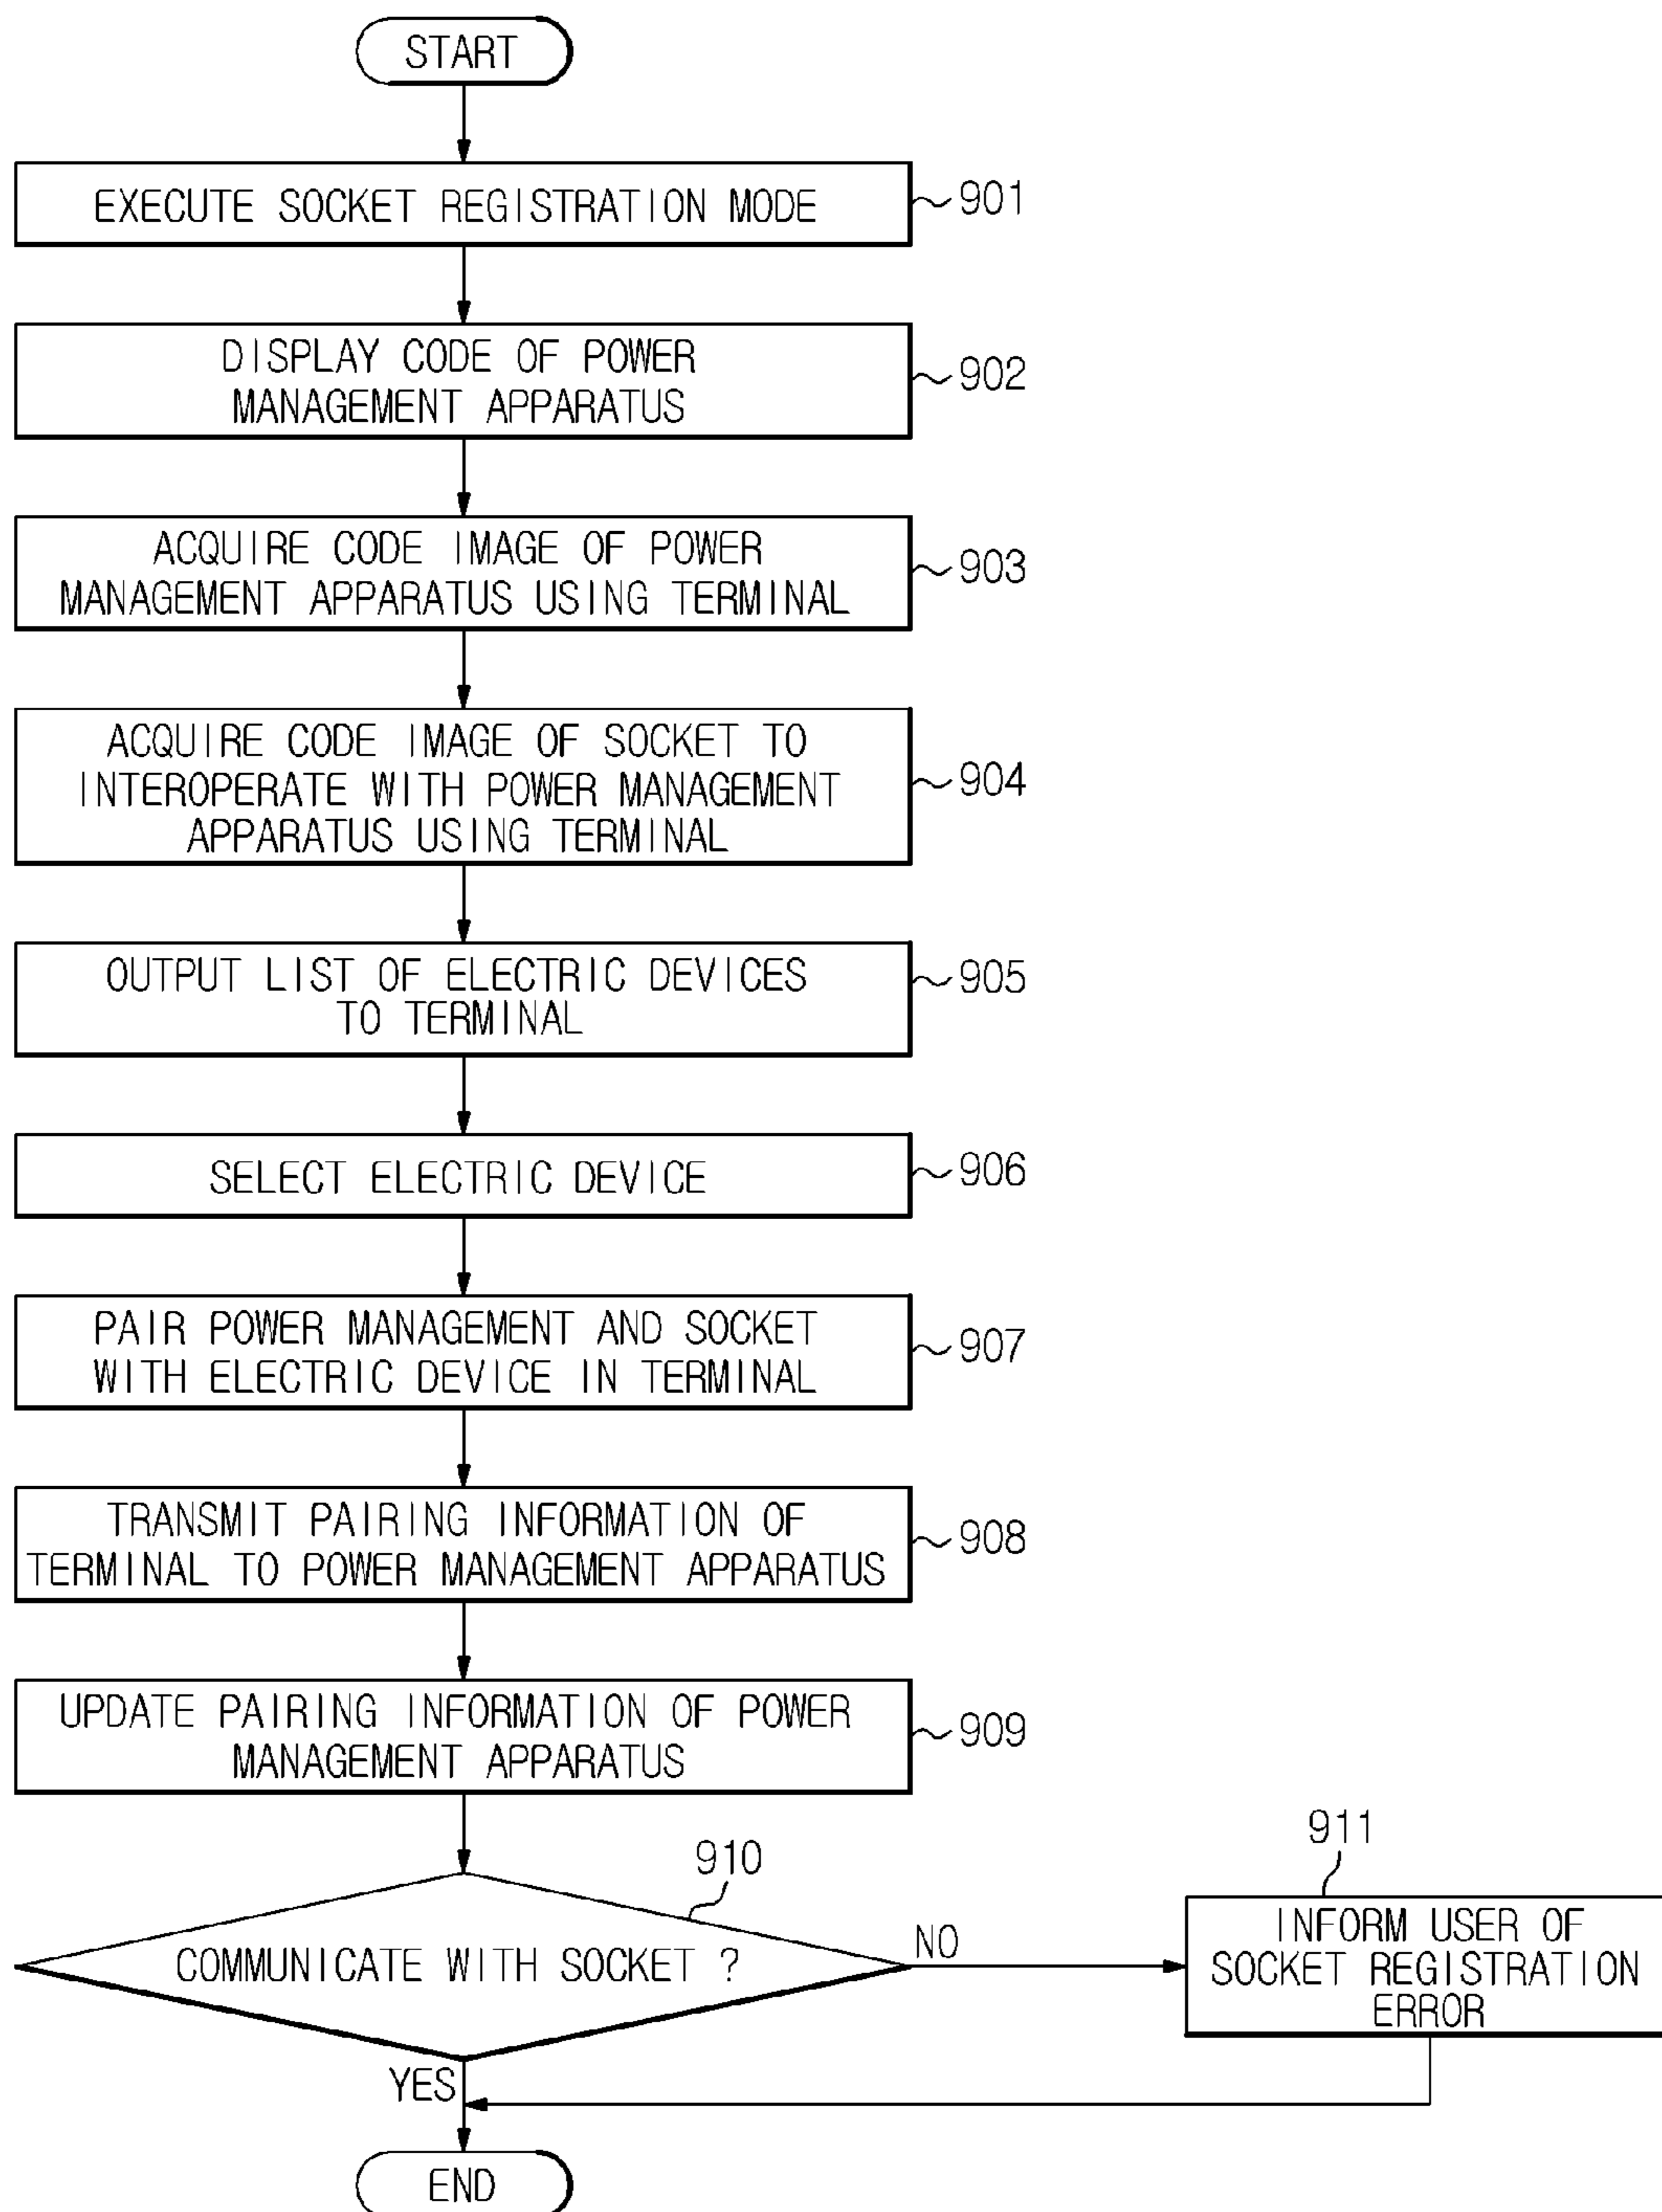 START
EXECUTE SOCKET REGISTRATION MODE
901
DISPLAY CODE OF POWER
MANAGEMENT APPARATUS
902
ACQUIRE CODE IMAGE OF POWER
MANAGEMENT APPARATUS USING TERMINAL
903
ACQUIRE CODE IMAGE OF SOCKET TO
INTEROPERATE WITH POWER MANAGEMENT
APPARATUS USING TERMINAL
904
OUTPUT LIST OF ELECTRIC DEVICES
TO TERMINAL
905
SELECT ELECTRIC DEVICE
906
PAIR POWER MANAGEMENT AND SOCKET
WITH ELECTRIC DEVICE IN TERMINAL
907
TRANSMIT PAIRING INFORMATION OF
TERMINAL TO POWER MANAGEMENT APPARATUS
908
UPDATE PAIRING INFORMATION OF POWER
MANAGEMENT APPARATUS
909
910
COMMUNICATE WITH SOCKET ?
NO
911
INFORM USER OF
SOCKET REGISTRATION
ERROR
YES
END